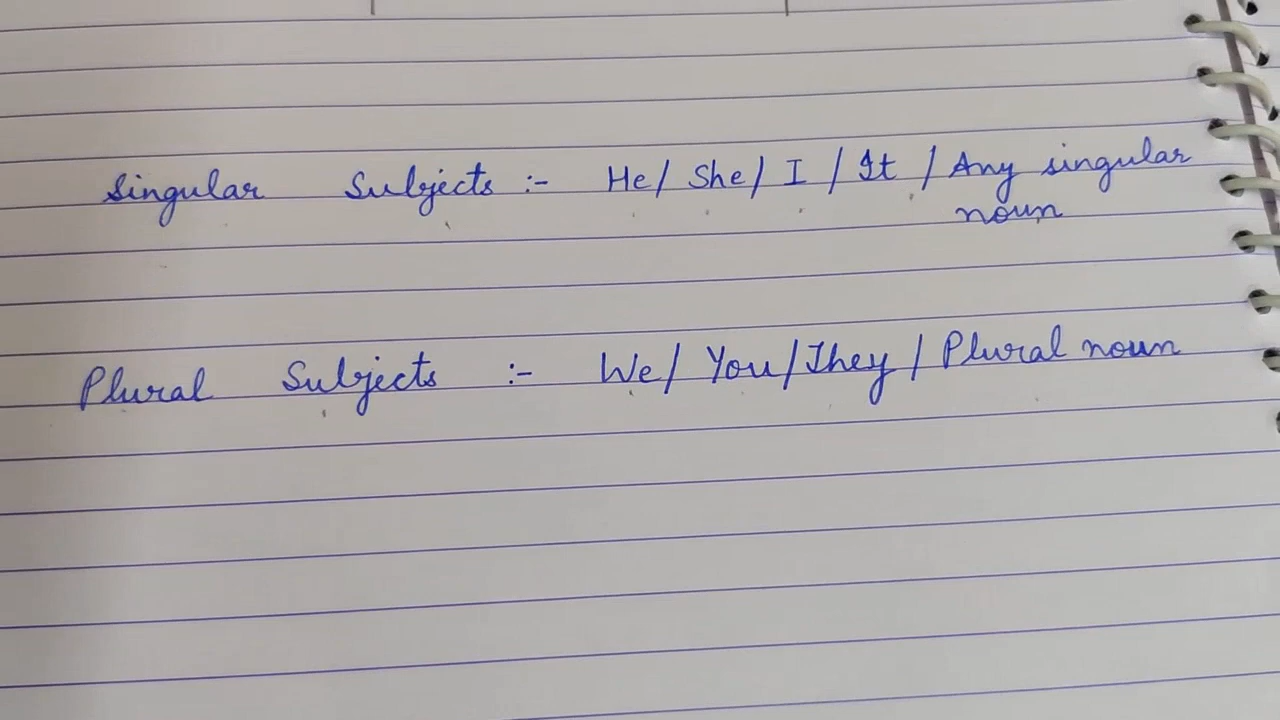 Singular Subjects :- He/ She/ I / It / Any singular
noun
Plural Subjects :- We/ You/They / Plural noun